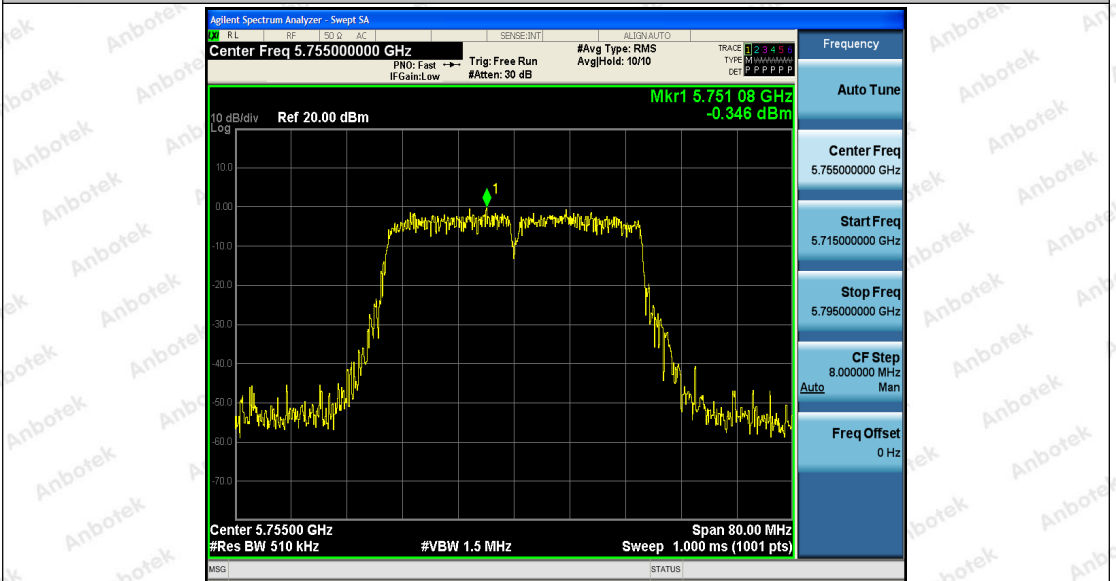 Agilent Spectrum Analyzer - Swept SA
RL RF 50 Ω AC SENSE:INT ALIGN AUTO
Center Freq 5.755000000 GHz
PNO: Fast
IFGain:Low
Trig: Free Run
#Atten: 30 dB
#Avg Type: RMS
Avg|Hold: 10/10
TRACE 1 2 3 4 5 6
TYPE M
DET P P P P P P
Mkr1 5.751 08 GHz
-0.346 dBm
10 dB/div Ref 20.00 dBm
Log
10.0
0.00
-10.0
-20.0
-30.0
-40.0
-50.0
-60.0
-70.0
1
Center 5.75500 GHz
Span 80.00 MHz
#Res BW 510 kHz
#VBW 1.5 MHz
Sweep 1.000 ms (1001 pts)
MSG
STATUS
Frequency
Auto Tune
Center Freq
5.755000000 GHz
Start Freq
5.715000000 GHz
Stop Freq
5.795000000 GHz
CF Step
8.000000 MHz
Auto Man
Freq Offset
0 Hz
Anbotek